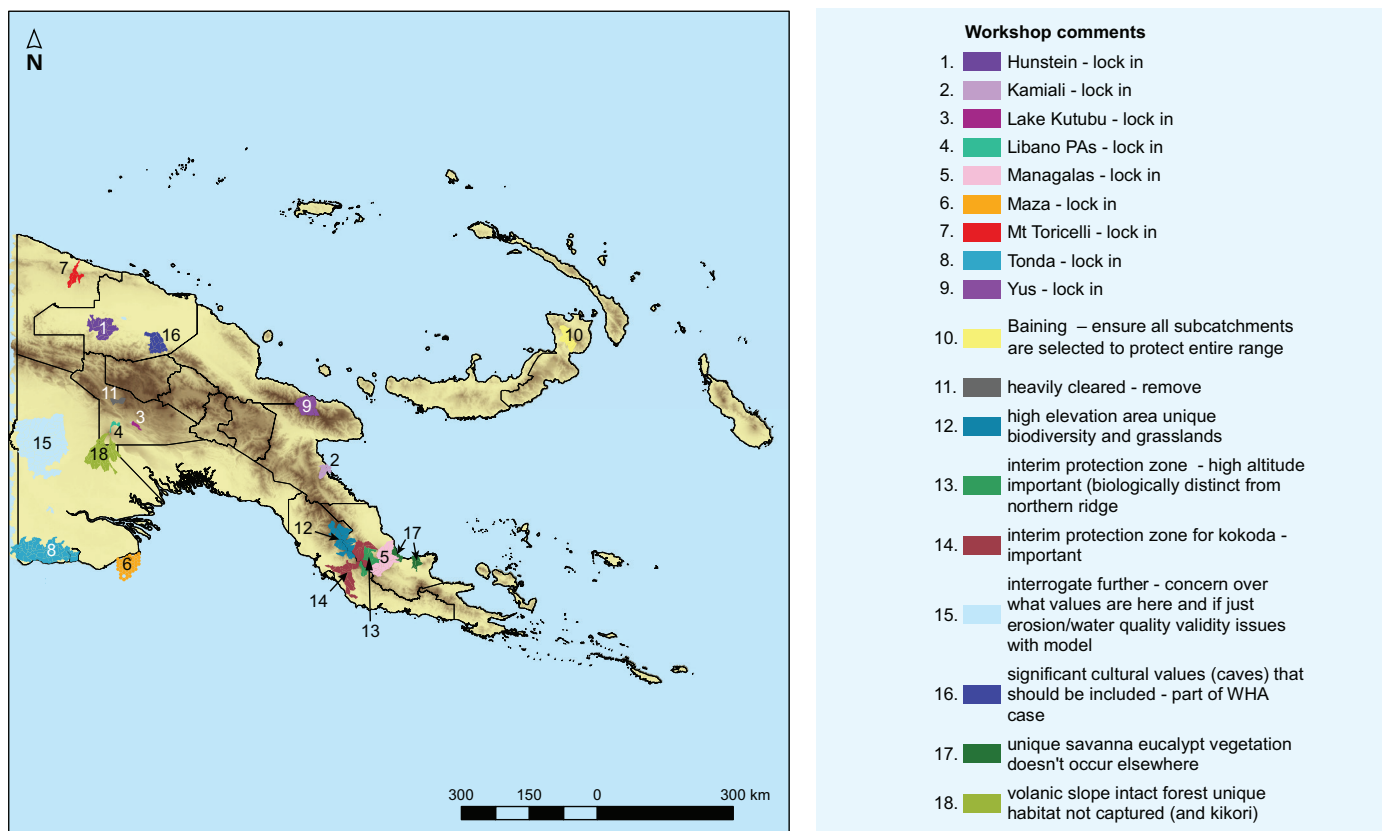 N
7
1
16
11
3
4
15
18
9
10
2
12
17
5
8
6
14
13
300 150 0 300 km
Workshop comments
1. Hunstein - lock in
2. Kamiali - lock in
3. Lake Kutubu - lock in
4. Libano PAs - lock in
5. Managalas - lock in
6. Maza - lock in
7. Mt Toricelli - lock in
8. Tonda - lock in
9. Yus - lock in
10. Baining – ensure all subcatchments
are selected to protect entire range
11. heavily cleared - remove
12. high elevation area unique
biodiversity and grasslands
13. interim protection zone - high altitude
important (biologically distinct from
northern ridge
14. interim protection zone for kokoda -
important
15. interrogate further - concern over
what values are here and if just
erosion/water quality validity issues
with model
16. significant cultural values (caves) that
should be included - part of WHA
case
17. unique savanna eucalypt vegetation
doesn't occur elsewhere
18. volanic slope intact forest unique
habitat not captured (and kikori)